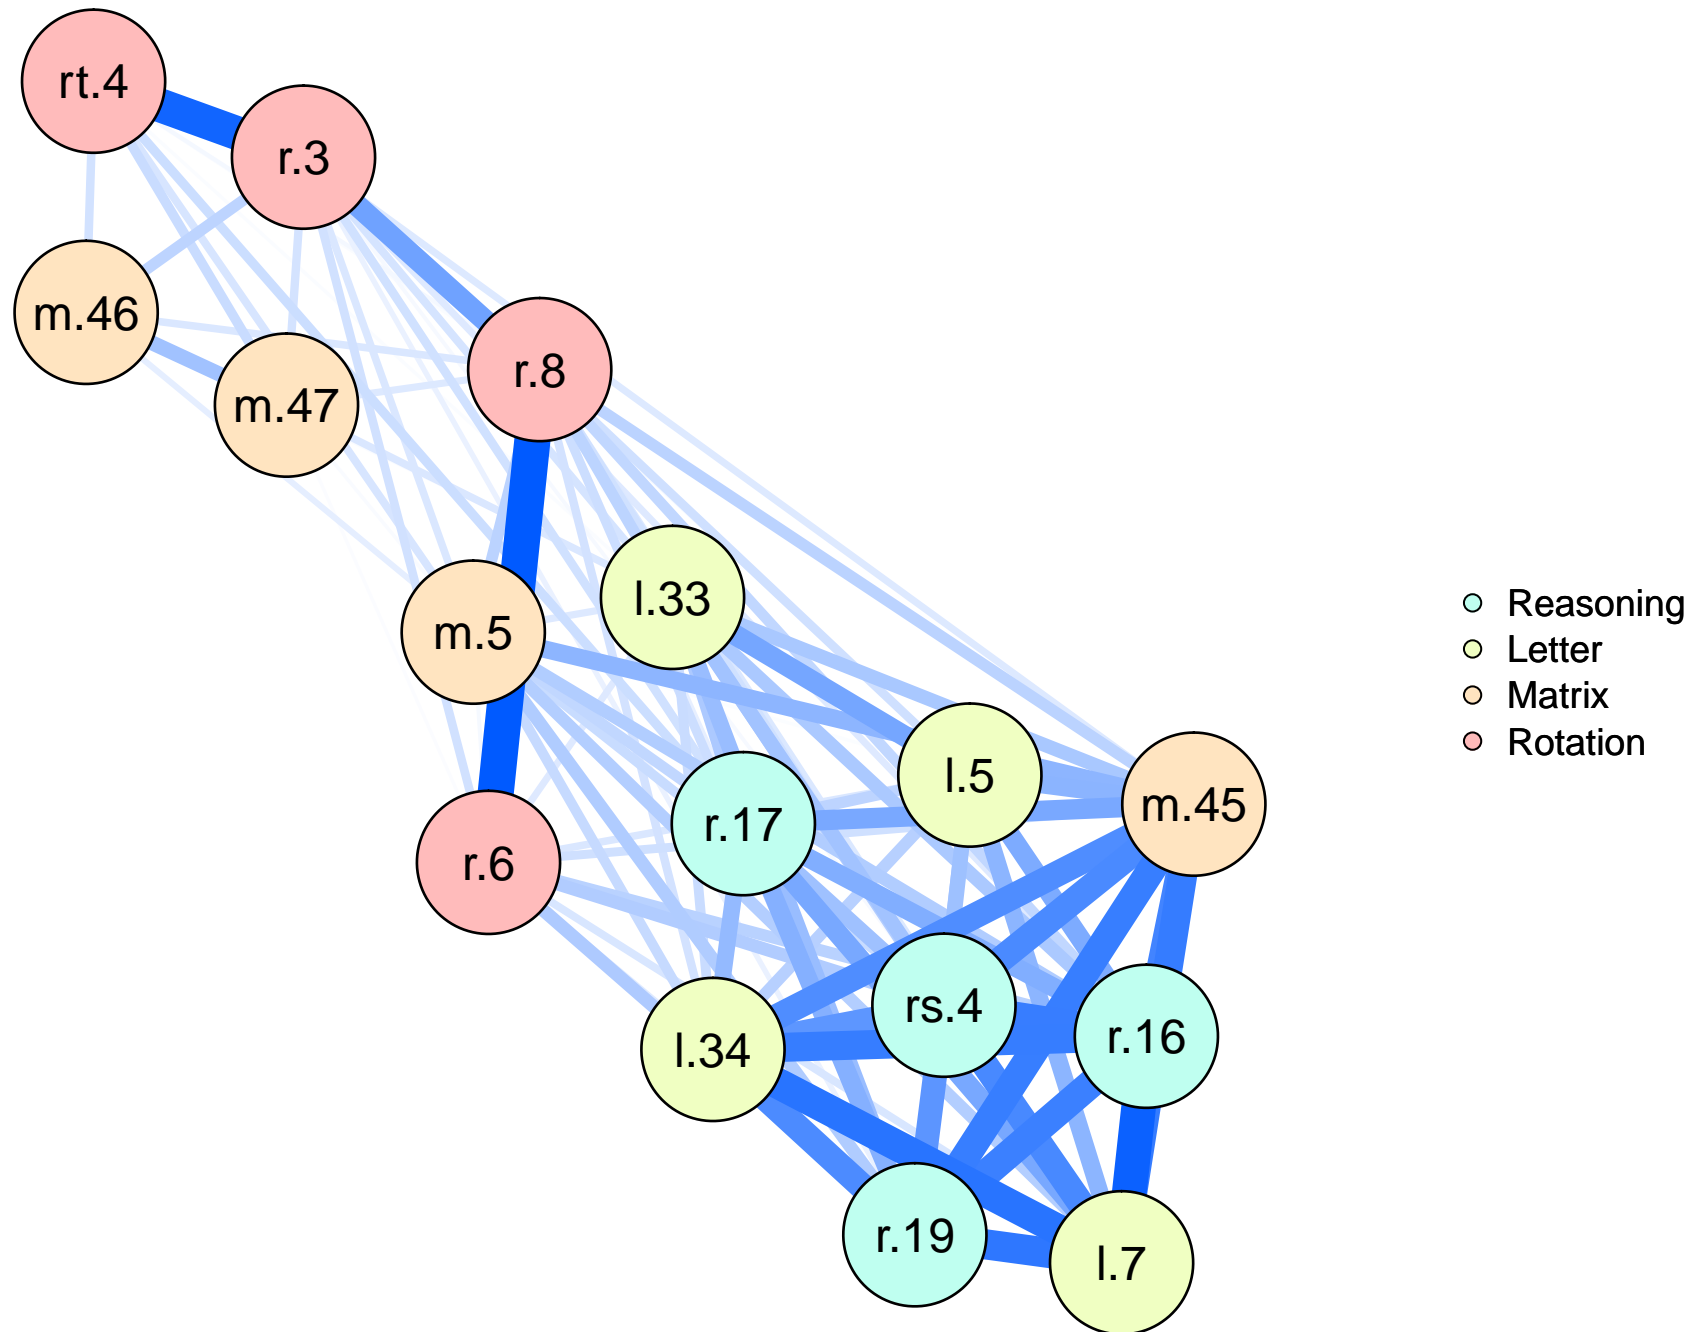 rt.4
r.3
m.46
r.8
m.47
l.33
m.5
l.5
m.45
r.17
r.6
rs.4
r.16
l.34
r.19
l.7
Reasoning
Letter
Matrix
Rotation